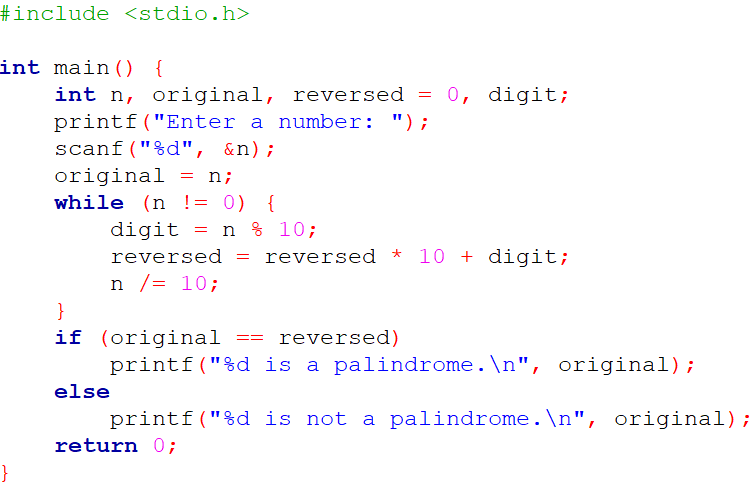 #include <stdio.h>

int main() {
    int n, original, reversed = 0, digit;
    printf("Enter a number: ");
    scanf("%d", &n);
    original = n;
    while (n != 0) {
        digit = n % 10;
        reversed = reversed * 10 + digit;
        n /= 10;
    }
    if (original == reversed)
        printf("%d is a palindrome.\n", original);
    else
        printf("%d is not a palindrome.\n", original);
    return 0;
}